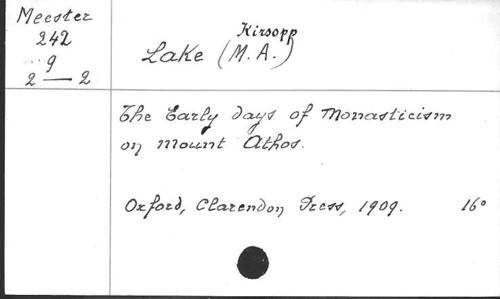 Meester
242
9
2 — 2
Kirsopp
Lake (M.A.)
The Early days of Monasticism
on Mount Athos.
Oxford, Clarendon Press, 1909. 16°